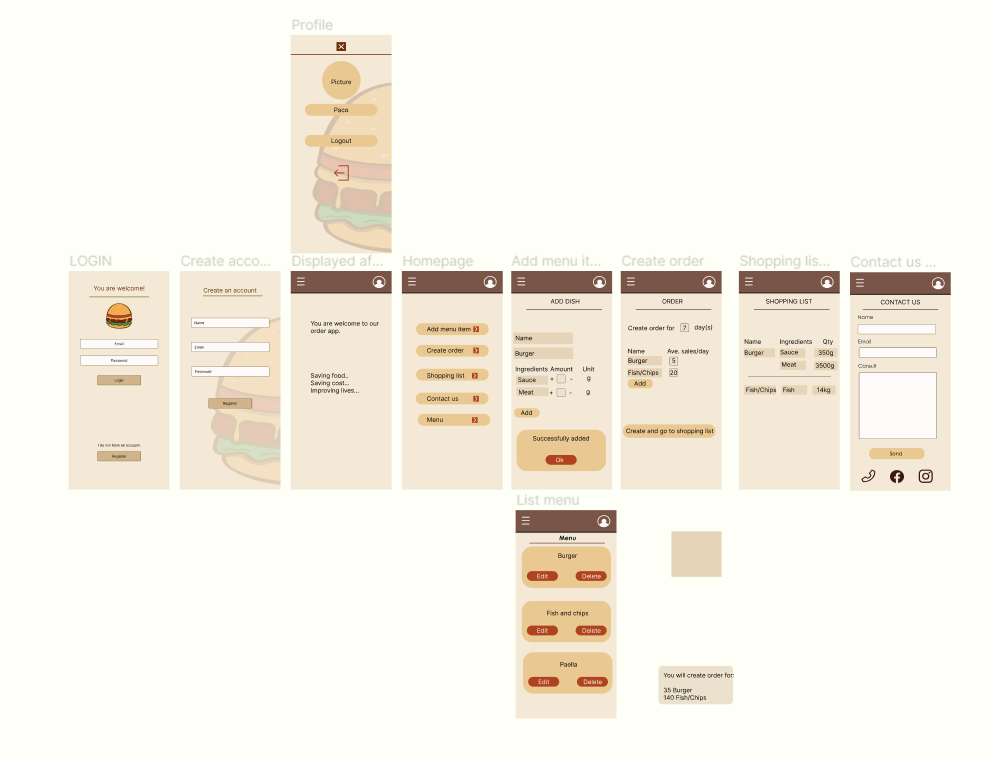 Profile
Picture
Paco
Logout
LOGIN
You are welcome!
Email
Password
Login
I do not have an account.
Register
Create acco...
Create an account
Name
Email
Password
Register
Displayed af...
You are welcome to our
order app.
Saving food..
Saving cost...
Improving lives...
Homepage
Add menu item
Create order
Shopping list
Contact us
Menu
Add menu it...
ADD DISH
Name
Burger
Ingredients Amount Unit
Sauce + - g
Meat + - g
Add
Successfully added
Ok
Create order
ORDER
Create order for 7 day(s)
Name Ave. sales/day
Burger 5
Fish/Chips 20
Add
Create and go to shopping list
Shopping lis...
SHOPPING LIST
Name Ingredients Qty
Burger Sauce 350g
Meat 3500g
Fish/Chips Fish 14kg
Contact us ...
CONTACT US
Name
Email
Consult
Send
List menu
Menu
Burger
Edit Delete
Fish and chips
Edit Delete
Paella
Edit Delete
You will create order for:
35 Burger
140 Fish/Chips